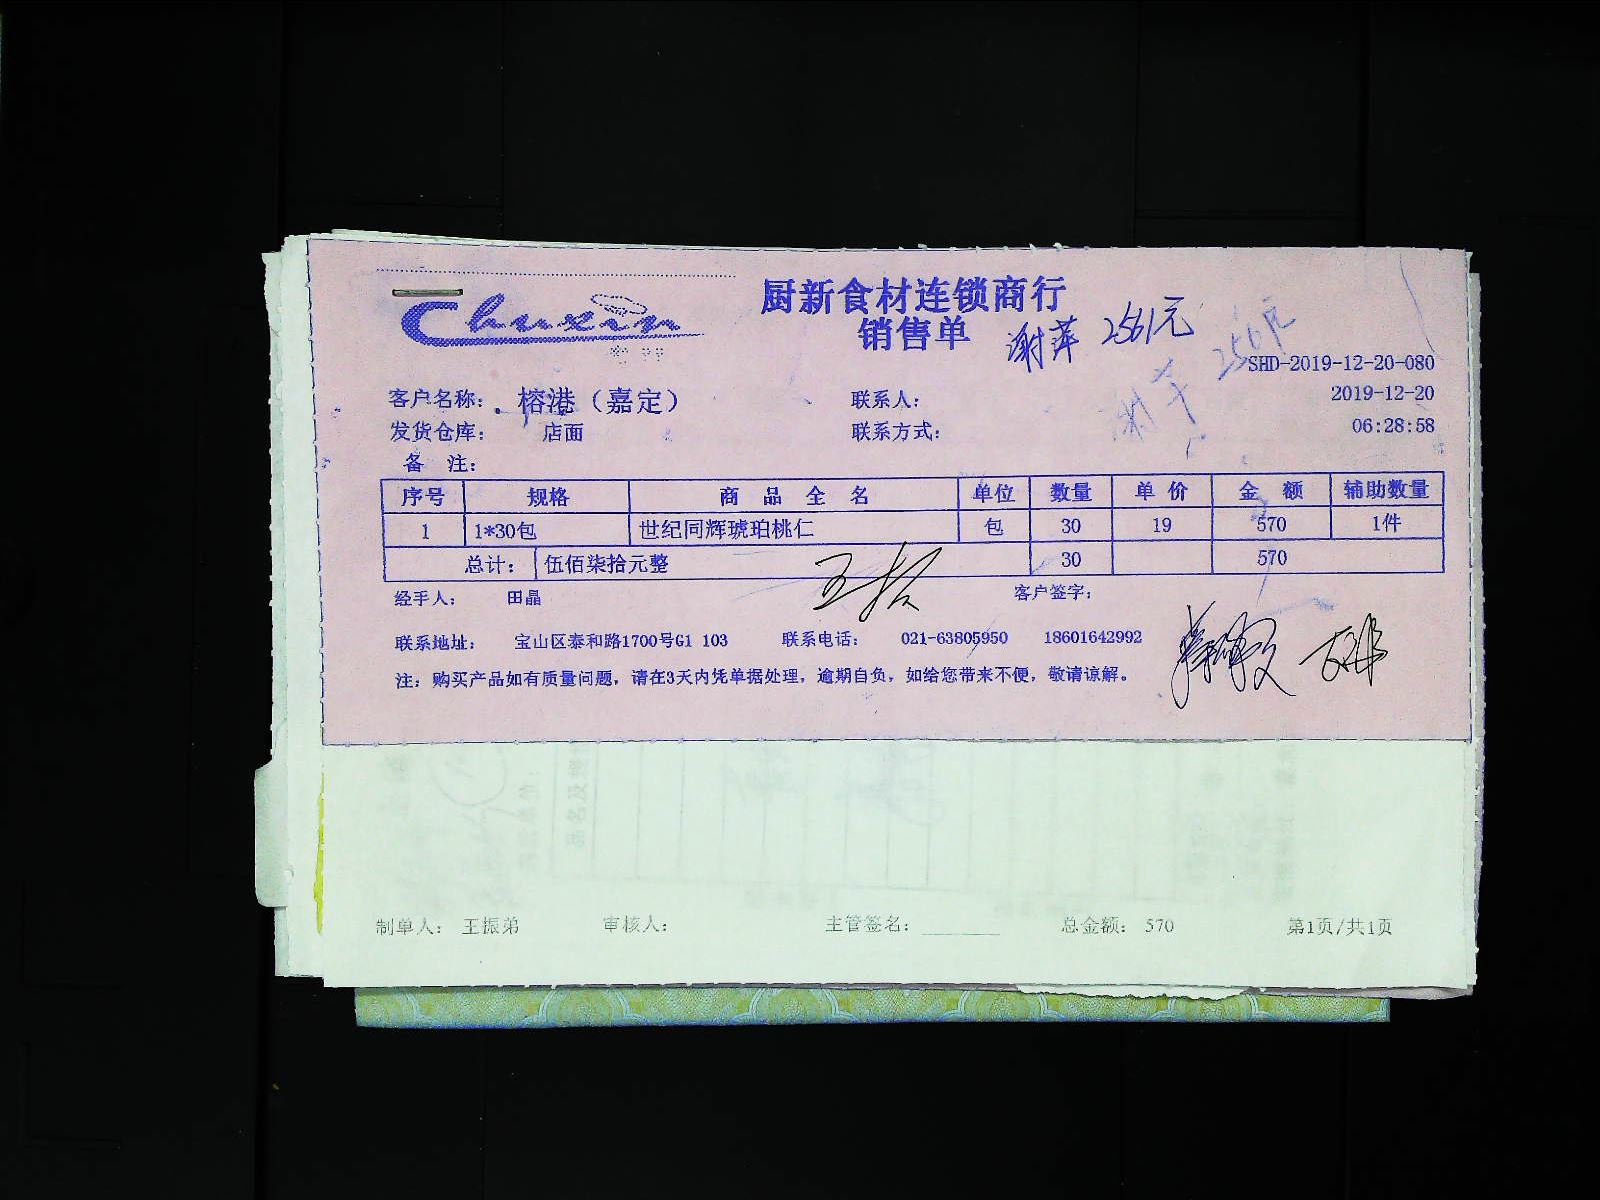 Chuxin
厨新食材连锁商行
销售单
谢萍 2561元
SHD-2019-12-20-080
客户名称: 榕港（嘉定） 联系人: 2019-12-20
发货仓库: 店面 联系方式: 06:28:58
备 注:
序号 规格 商 品 全 名 单位 数量 单 价 金 额 辅助数量
1 1*30包 世纪同辉琥珀桃仁 包 30 19 570 1件
总计: 伍佰柒拾元整 30 570
经手人: 田晶 客户签字:
联系地址: 宝山区泰和路1700号G1 103 联系电话: 021-63805950 18601642992
注: 购买产品如有质量问题, 请在3天内凭单据处理, 逾期自负, 如给您带来不便, 敬请谅解。
制单人: 王振弟 审核人: 主管签名: 总金额: 570 第1页/共1页